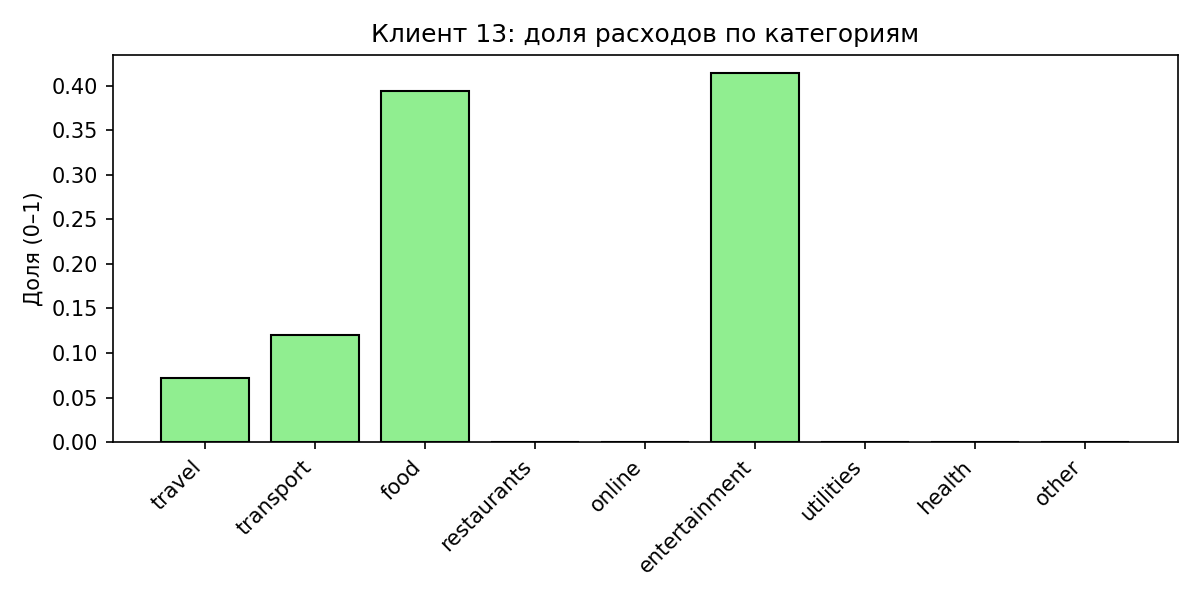 Клиент 13: доля расходов по категориям
Доля (0–1)
0.40
0.35
0.30
0.25
0.20
0.15
0.10
0.05
0.00
travel
transport
food
restaurants
online
entertainment
utilities
health
other